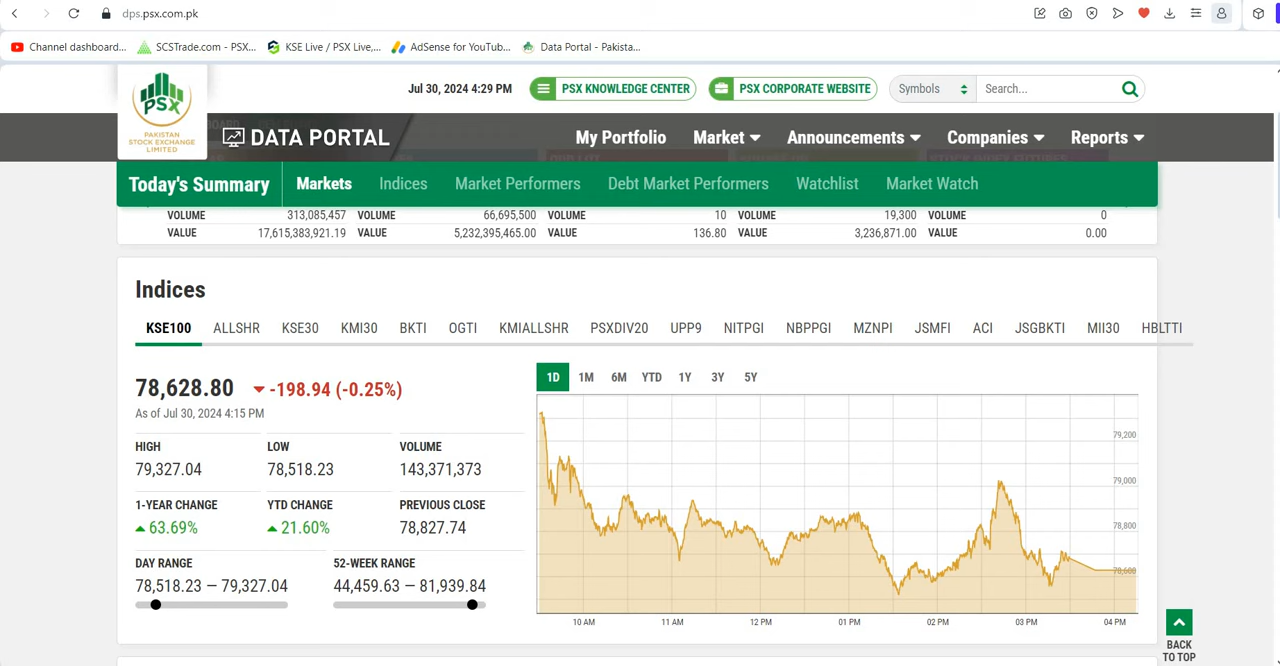 dps.psx.com.pk
Channel dashboard... SCSTrade.com - PSX... KSE Live / PSX Live,... AdSense for YouTub... Data Portal - Pakista...
PSX
PAKISTAN
STOCK EXCHANGE
LIMITED
Jul 30, 2024 4:29 PM PSX KNOWLEDGE CENTER PSX CORPORATE WEBSITE Symbols Search...
DATA PORTAL My Portfolio Market Announcements Companies Reports
Today's Summary Markets Indices Market Performers Debt Market Performers Watchlist Market Watch
VOLUME 313,085,457 VOLUME 66,695,500 VOLUME 10 VOLUME 19,300 VOLUME 0
VALUE 17,615,383,921.19 VALUE 5,232,395,465.00 VALUE 136.80 VALUE 3,236,871.00 VALUE 0.00
Indices
KSE100 ALLSHR KSE30 KMI30 BKTI OGTI KMIALLSHR PSXDIV20 UPP9 NITPGI NBPPGI MZNPI JSMFI ACI JSGBKTI MII30 HBLTTI
78,628.80 -198.94 (-0.25%)
As of Jul 30, 2024 4:15 PM
HIGH LOW VOLUME
79,327.04 78,518.23 143,371,373
1-YEAR CHANGE YTD CHANGE PREVIOUS CLOSE
63.69% 21.60% 78,827.74
DAY RANGE 52-WEEK RANGE
78,518.23 — 79,327.04 44,459.63 — 81,939.84
1D 1M 6M YTD 1Y 3Y 5Y
79,200
79,000
78,800
78,600
10 AM 11 AM 12 PM 01 PM 02 PM 03 PM 04 PM
BACK
TO TOP